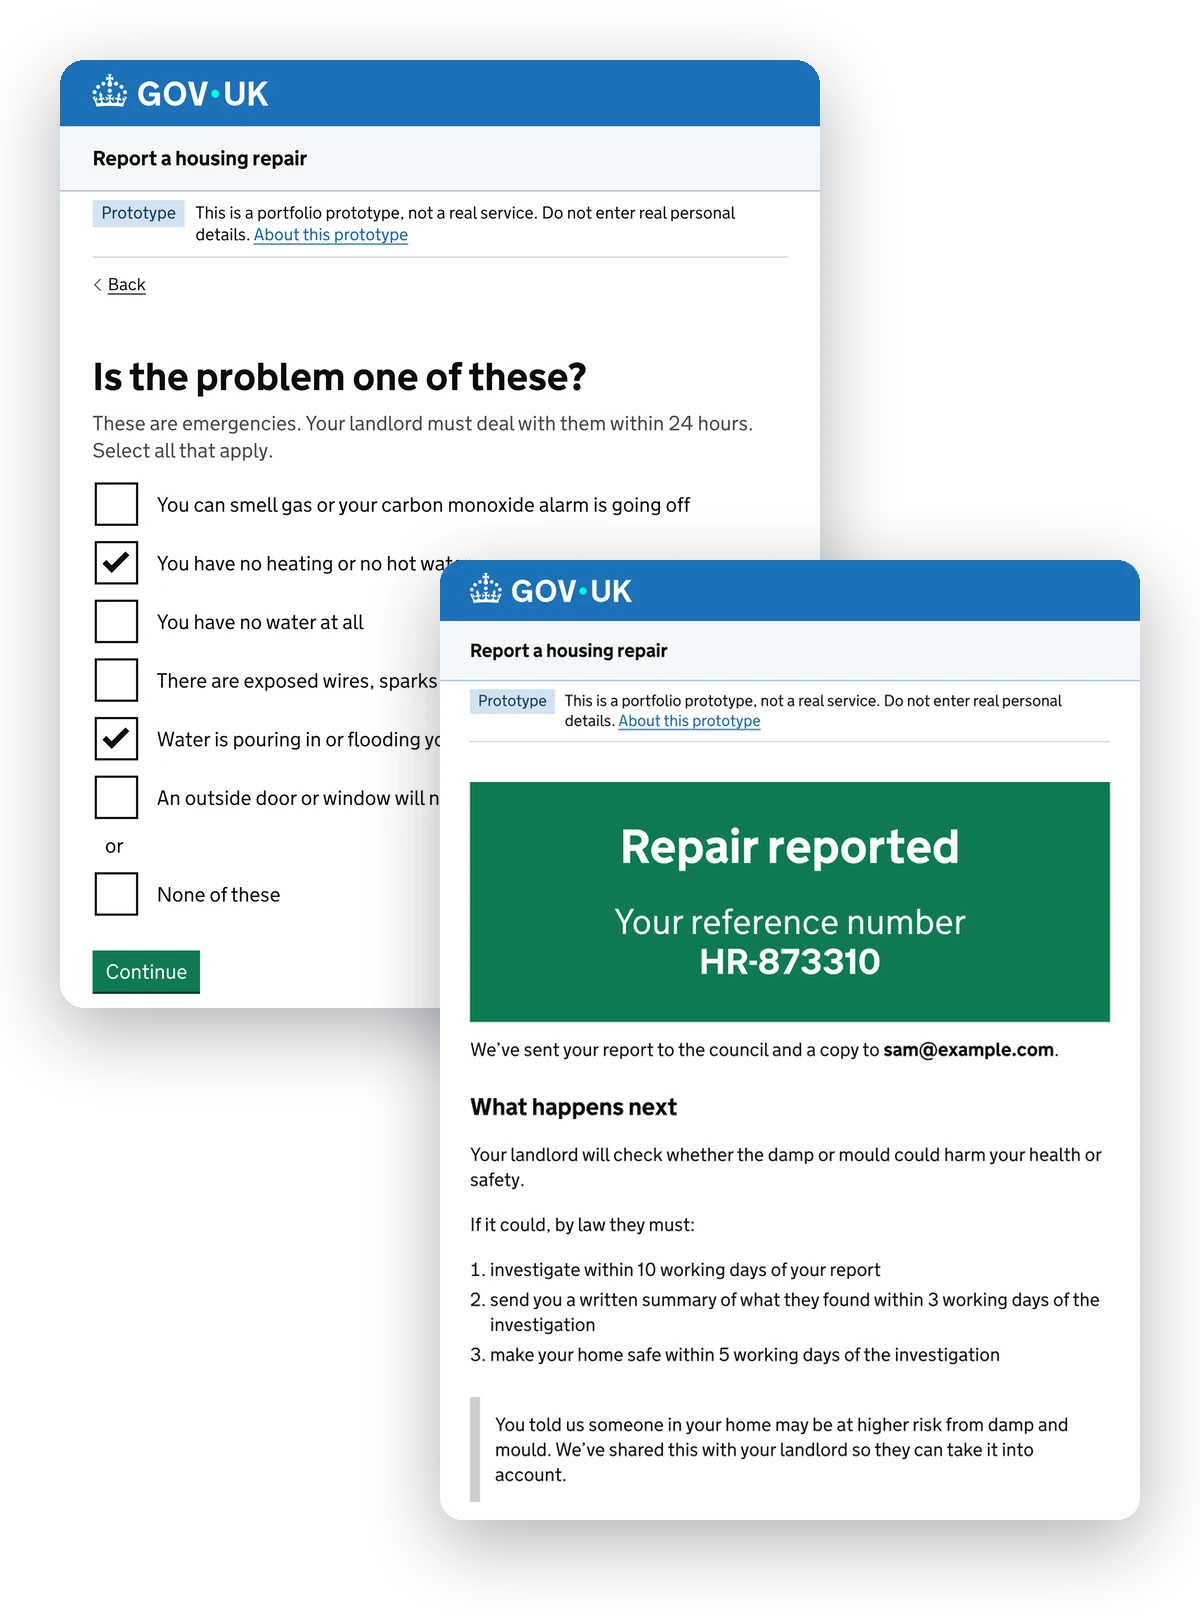 GOV·UK
Report a housing repair
Prototype
This is a portfolio prototype, not a real service. Do not enter real personal
details. About this prototype
Back
Is the problem one of these?
These are emergencies. Your landlord must deal with them within 24 hours.
Select all that apply.
You can smell gas or your carbon monoxide alarm is going off
You have no heating or no hot
You have no water at all
There are exposed wires, sparks
Water is pouring in or flooding
An outside door or window will
or
None of these
Continue
GOV·UK
Report a housing repair
Prototype
This is a portfolio prototype, not a real service. Do not enter real personal
details. About this prototype
Repair reported
Your reference number
HR-873310
We've sent your report to the council and a copy to sam@example.com.
What happens next
Your landlord will check whether the damp or mould could harm your health or
safety.
If it could, by law they must:
1. investigate within 10 working days of your report
2. send you a written summary of what they found within 3 working days of the
investigation
3. make your home safe within 5 working days of the investigation
You told us someone in your home may be at higher risk from damp and
mould. We've shared this with your landlord so they can take it into
account.